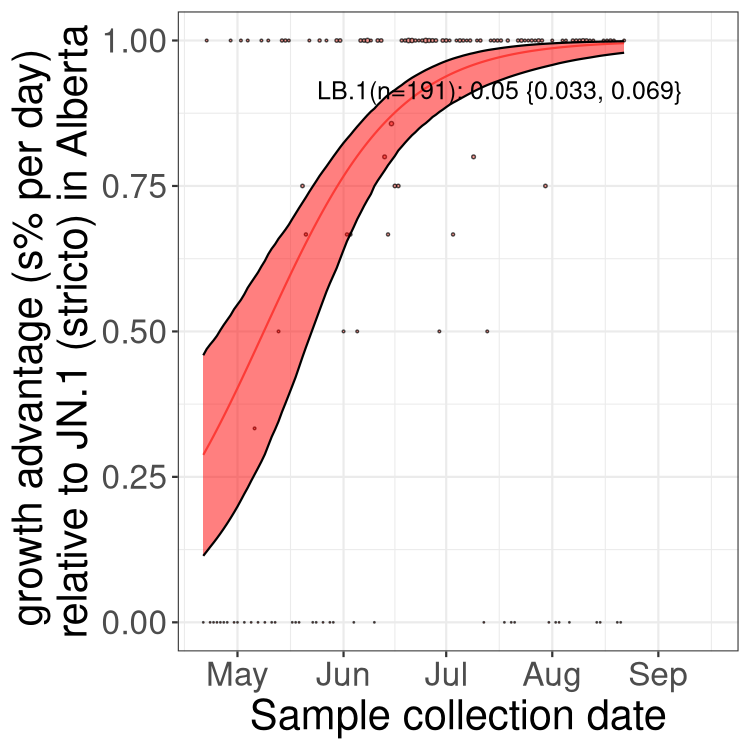 growth advantage (s% per day)
relative to JN.1 (stricto) in Alberta
1.00
0.75
0.50
0.25
0.00
LB.1(n=191): 0.05 {0.033, 0.069}
May Jun Jul Aug Sep
Sample collection date